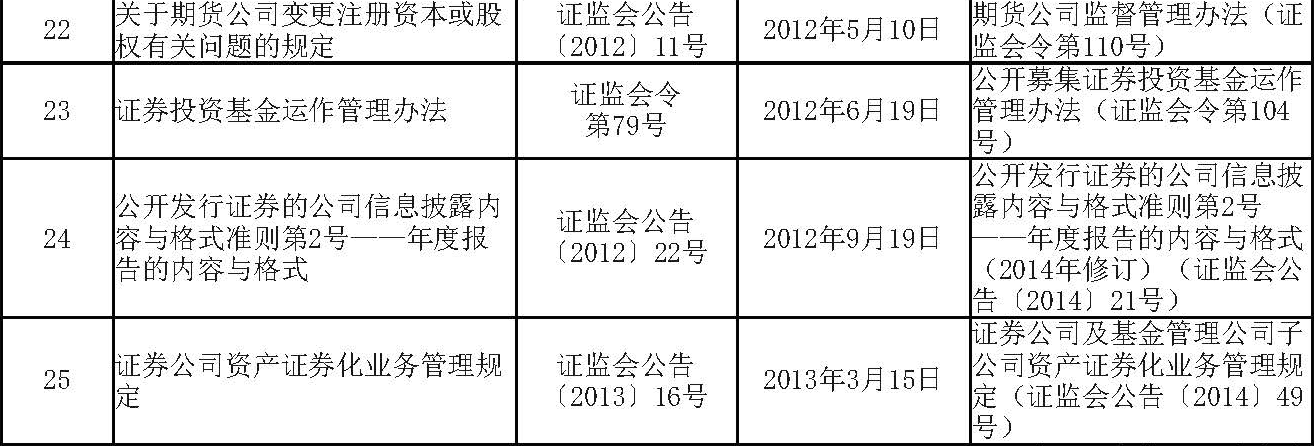 22
关于期货公司变更注册资本或股
权有关问题的规定
证监会公告
〔2012〕11号
2012年5月10日
期货公司监督管理办法（证
监会令第110号）
23
证券投资基金运作管理办法
证监会令
第79号
2012年6月19日
公开募集证券投资基金运作
管理办法（证监会令第104
号）
24
公开发行证券的公司信息披露内
容与格式准则第2号——年度报
告的内容与格式
证监会公告
〔2012〕22号
2012年9月19日
公开发行证券的公司信息披
露内容与格式准则第2号
——年度报告的内容与格式
（2014年修订）（证监会公
告〔2014〕21号）
25
证券公司资产证券化业务管理规
定
证监会公告
〔2013〕16号
2013年3月15日
证券公司及基金管理公司子
公司资产证券化业务管理规
定（证监会公告〔2014〕49
号）